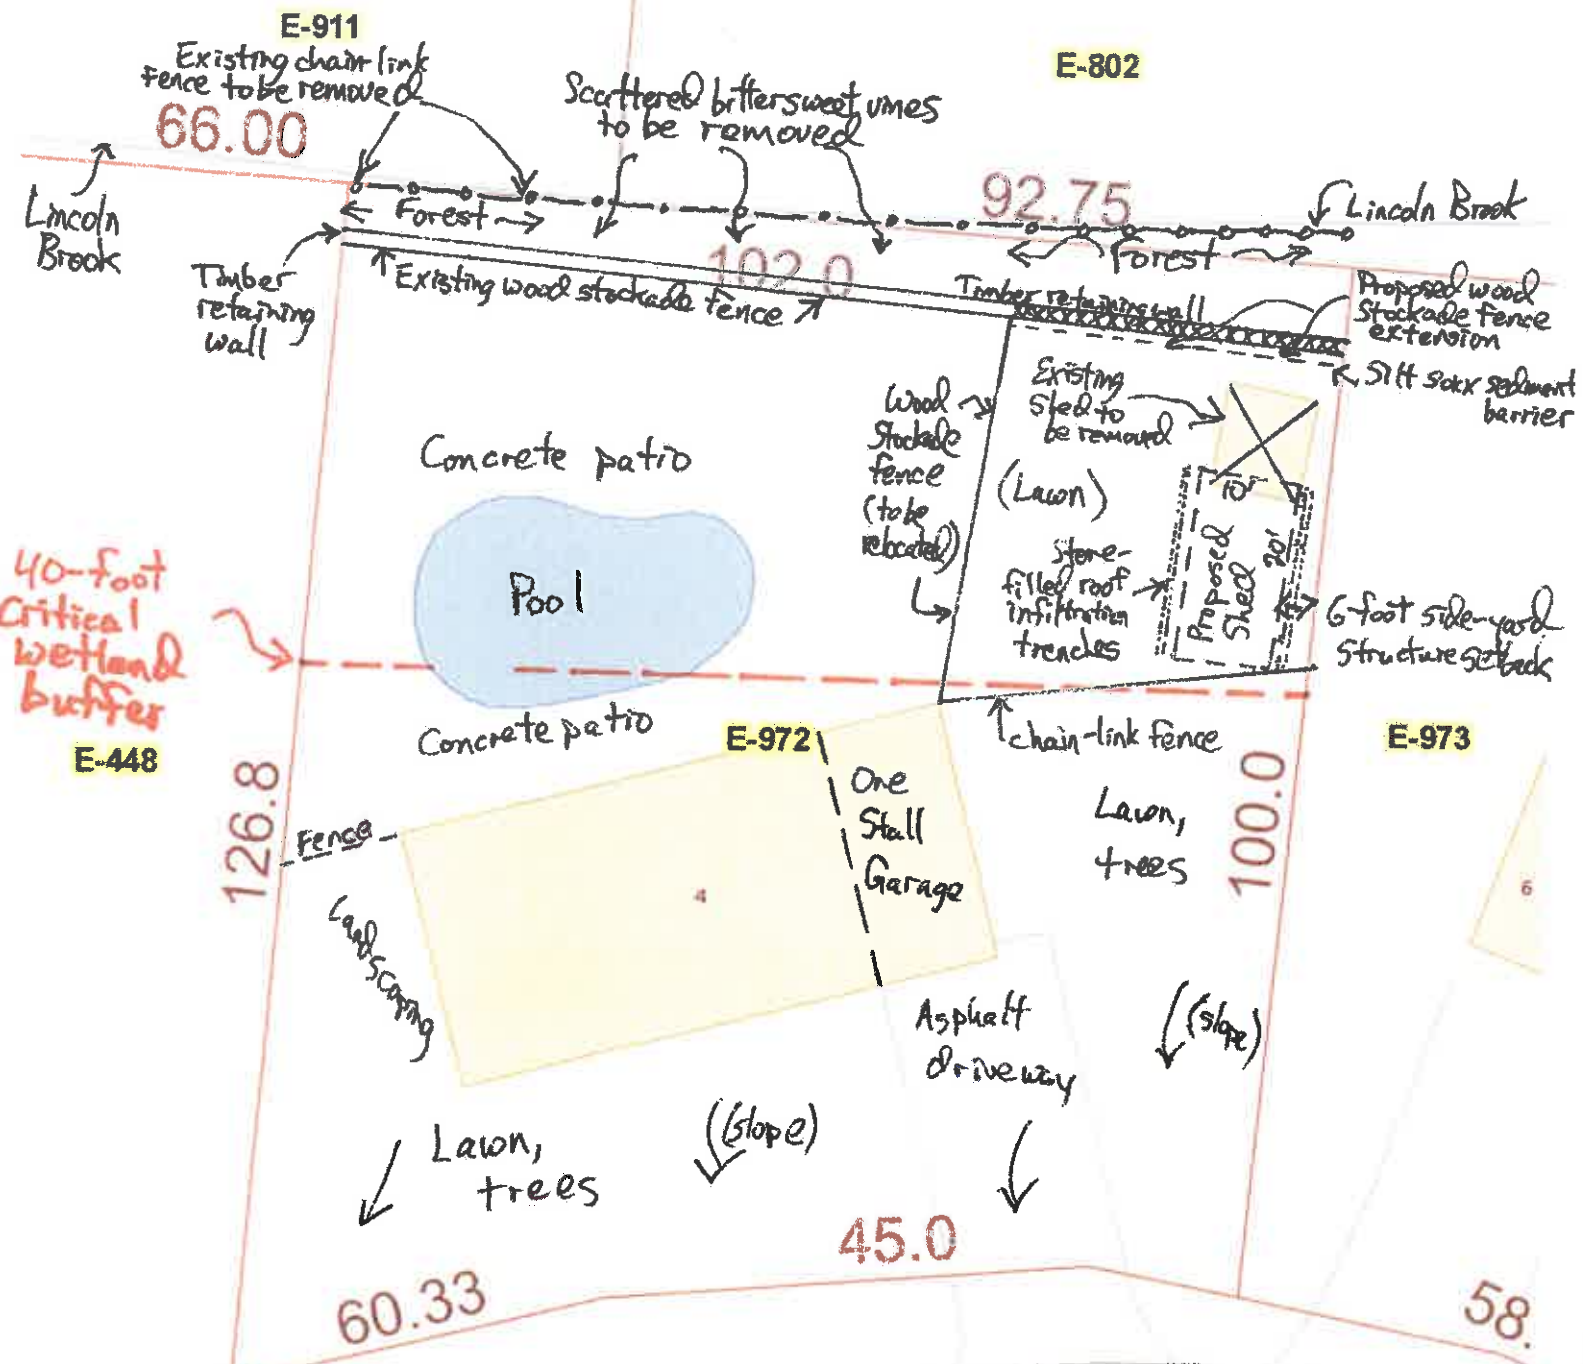 E-911
E-802
Existing chain link
Fence to be removed
66.00
Scattered bittersweet vines
to be removed
92.75
Lincoln Brook
Lincoln
Brook
Forest
Forest
Timber
retaining
wall
102.0
Existing wood stockade fence
Timber retaining wall
Proposed wood
Stockade fence
extension
Silt soxx sediment
barrier
Existing
shed to
be removed
Wood
Stockade
fence
(to be
relocated)
(Lawn)
Concrete patio
Pool
10'
20'
Proposed
Shed
Stone-
filled roof
infiltration
trenches
6-foot side-yard
Structure setback
40-foot
Critical
wetland
buffer
Concrete patio
E-448
E-972
chain-link fence
E-973
126.8
Fence
One
Stall
Garage
Lawn,
trees
100.0
4
6
Landscaping
Asphalt
driveway
(slope)
Lawn,
trees
(slope)
45.0
60.33
58.